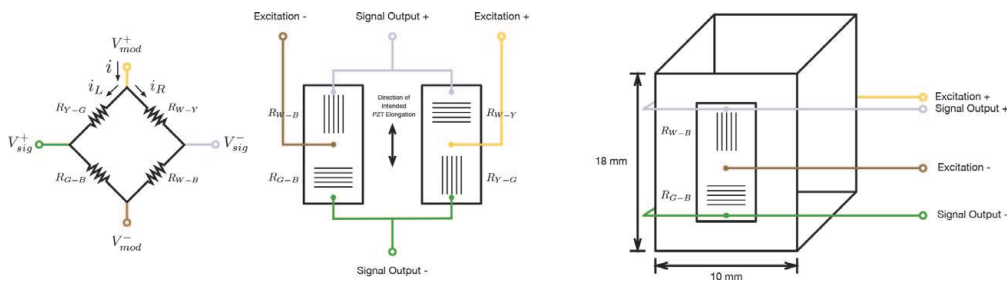 Excitation -
Signal Output +
Excitation +
V+mod
i
iL
iR
RY-G
RW-Y
V+sig
V-sig
RG-B
RW-B
V-mod
RW-B
Direction of
Intended
PZT Elongation
RW-Y
RG-B
RY-G
Signal Output -
18 mm
RW-B
RG-B
Excitation +
Signal Output +
Excitation -
Signal Output -
10 mm